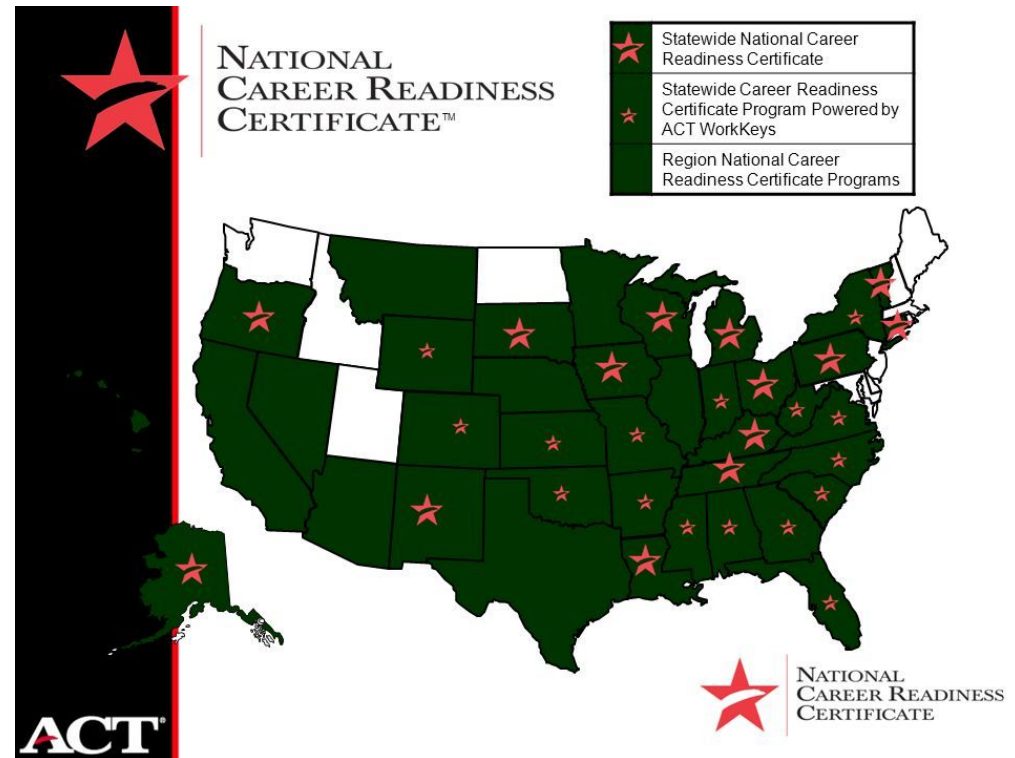 NATIONAL
CAREER READINESS
CERTIFICATE™
Statewide National Career
Readiness Certificate
Statewide Career Readiness
Certificate Program Powered by
ACT WorkKeys
Region National Career
Readiness Certificate Programs
NATIONAL
CAREER READINESS
CERTIFICATE
ACT®